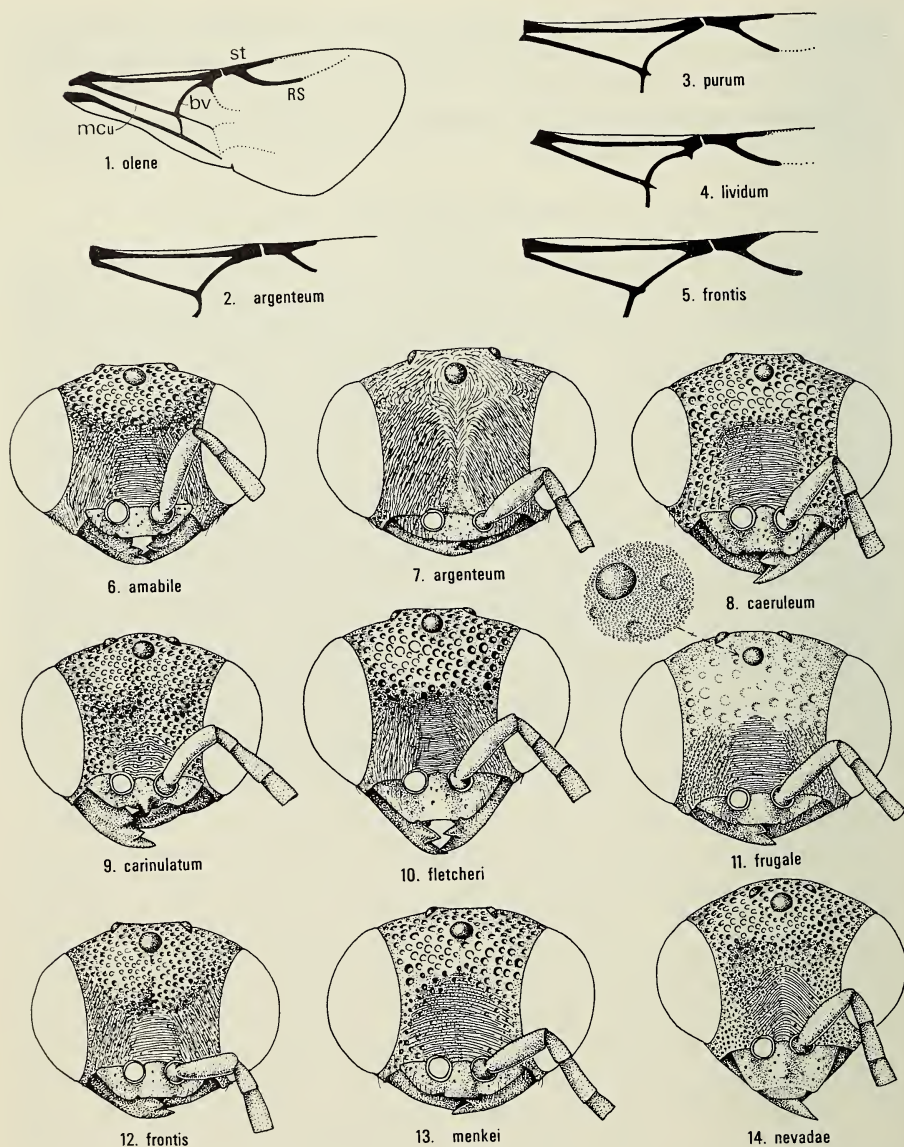 st
RS
bv
mcu
1. olene
3. purum
4. lividum
2. argenteum
5. frontis
6. amabile
7. argenteum
8. caeruleum
9. carinulatum
10. fletcheri
11. frugale
12. frontis
13. menkei
14. nevadae